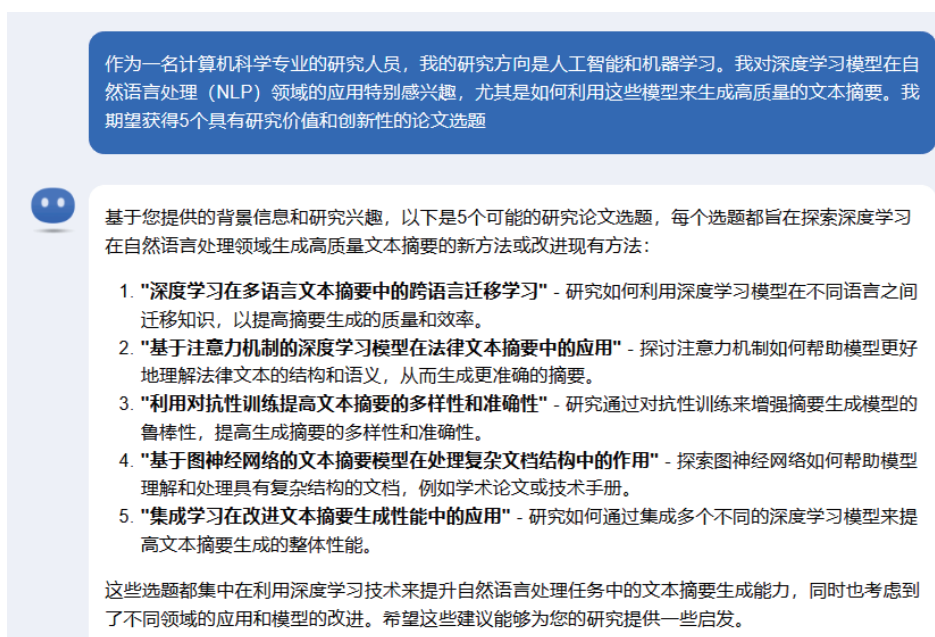 作为一名计算机科学专业的研究人员，我的研究方向是人工智能和机器学习。我对深度学习模型在自
然语言处理（NLP）领域的应用特别感兴趣，尤其是如何利用这些模型来生成高质量的文本摘要。我
期望获得5个具有研究价值和创新性的论文选题
基于您提供的背景信息和研究兴趣，以下是5个可能的研究论文选题，每个选题都旨在探索深度学习
在自然语言处理领域生成高质量文本摘要的新方法或改进现有方法：
1. "深度学习在多语言文本摘要中的跨语言迁移学习" - 研究如何利用深度学习模型在不同语言之间
迁移知识，以提高摘要生成的质量和效率。
2. "基于注意力机制的深度学习模型在法律文本摘要中的应用" - 探讨注意力机制如何帮助模型更好
地理解法律文本的结构和语义，从而生成更准确的摘要。
3. "利用对抗性训练提高文本摘要的多样性和准确性" - 研究通过对抗性训练来增强摘要生成模型的
鲁棒性，提高生成摘要的多样性和准确性。
4. "基于图神经网络的文本摘要模型在处理复杂文档结构中的作用" - 探索图神经网络如何帮助模型
理解和处理具有复杂结构的文档，例如学术论文或技术手册。
5. "集成学习在改进文本摘要生成性能中的应用" - 研究如何通过集成多个不同的深度学习模型来提
高文本摘要生成的整体性能。
这些选题都集中在利用深度学习技术来提升自然语言处理任务中的文本摘要生成能力，同时也考虑到
了不同领域的应用和模型的改进。希望这些建议能够为您的研究提供一些启发。